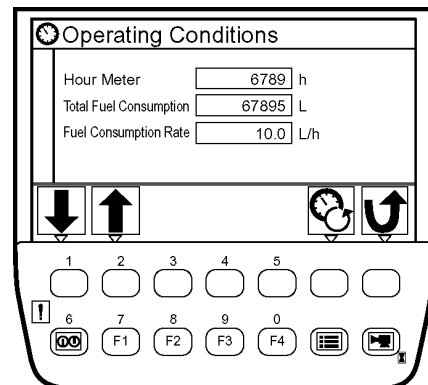 Operating Conditions
Hour Meter 6789 h
Total Fuel Consumption 67895 L
Fuel Consumption Rate 10.0 L/h
1 2 3 4 5
!
6 7 8 9 0
F1 F2 F3 F4